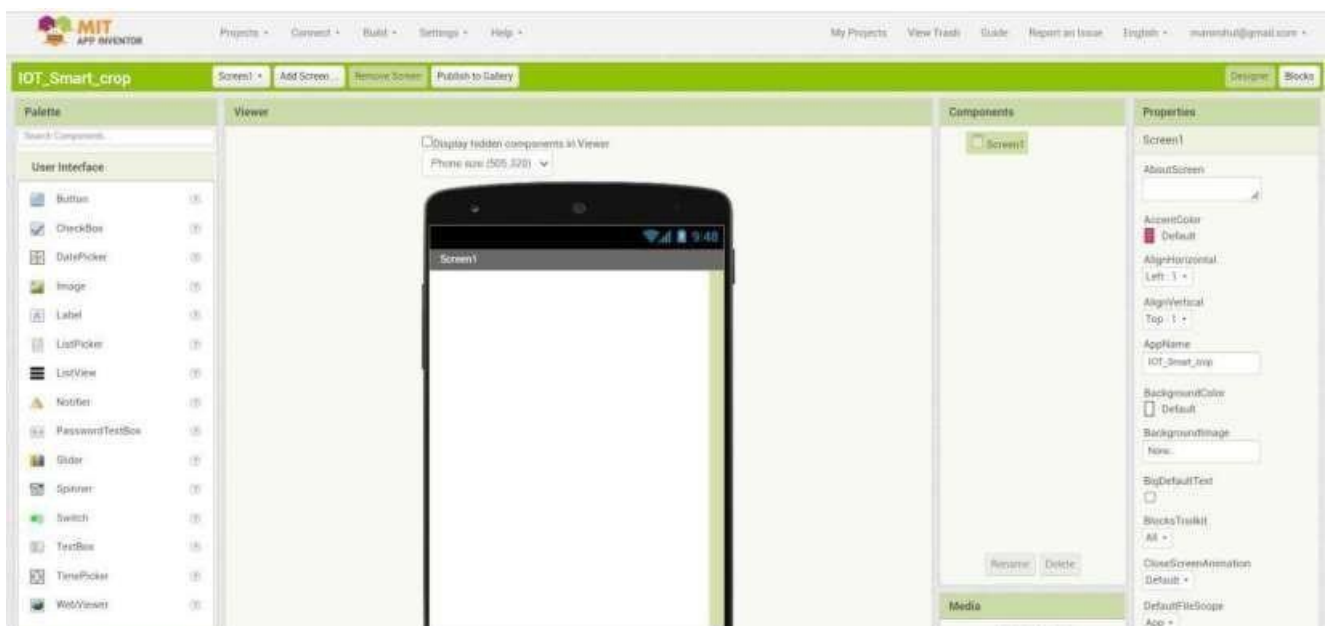 MIT
APP INVENTOR
Projects Connect Build Settings Help My Projects View Trash Guide Report an Issue English
IOT_Smart_crop Screen1 Add Screen ... Remove Screen Publish to Gallery Designer Blocks
Palette Viewer Components Properties
Search Components...
Display hidden components in Viewer
Phone size (505,320)
Screen1
Screen1
User Interface
Button
CheckBox
DatePicker
Image
Label
ListPicker
ListView
Notifier
PasswordTextBox
Slider
Spinner
Switch
TextBox
TimePicker
WebViewer
9:48
Screen1
Rename Delete
Media
AboutScreen
AccentColor
Default
AlignHorizontal
Left : 1
AlignVertical
Top : 1
AppName
IOT_Smart_crop
BackgroundColor
Default
BackgroundImage
None...
BigDefaultText
BlocksToolkit
All
CloseScreenAnimation
Default
DefaultFileScope
App